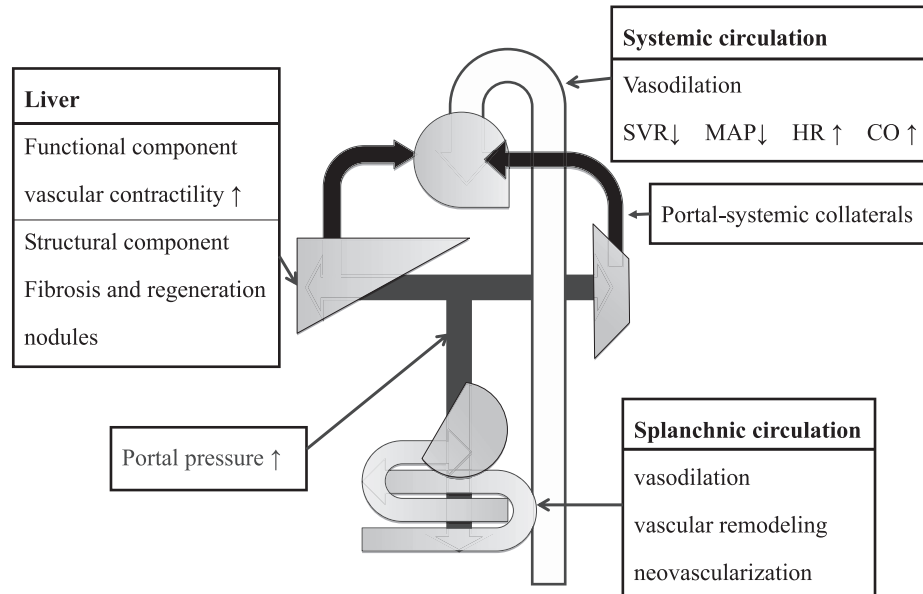 Systemic circulation
Vasodilation
SVR↓ MAP↓ HR ↑ CO ↑
Liver
Functional component
vascular contractility ↑
Structural component
Fibrosis and regeneration
nodules
Portal-systemic collaterals
Portal pressure ↑
Splanchnic circulation
vasodilation
vascular remodeling
neovascularization